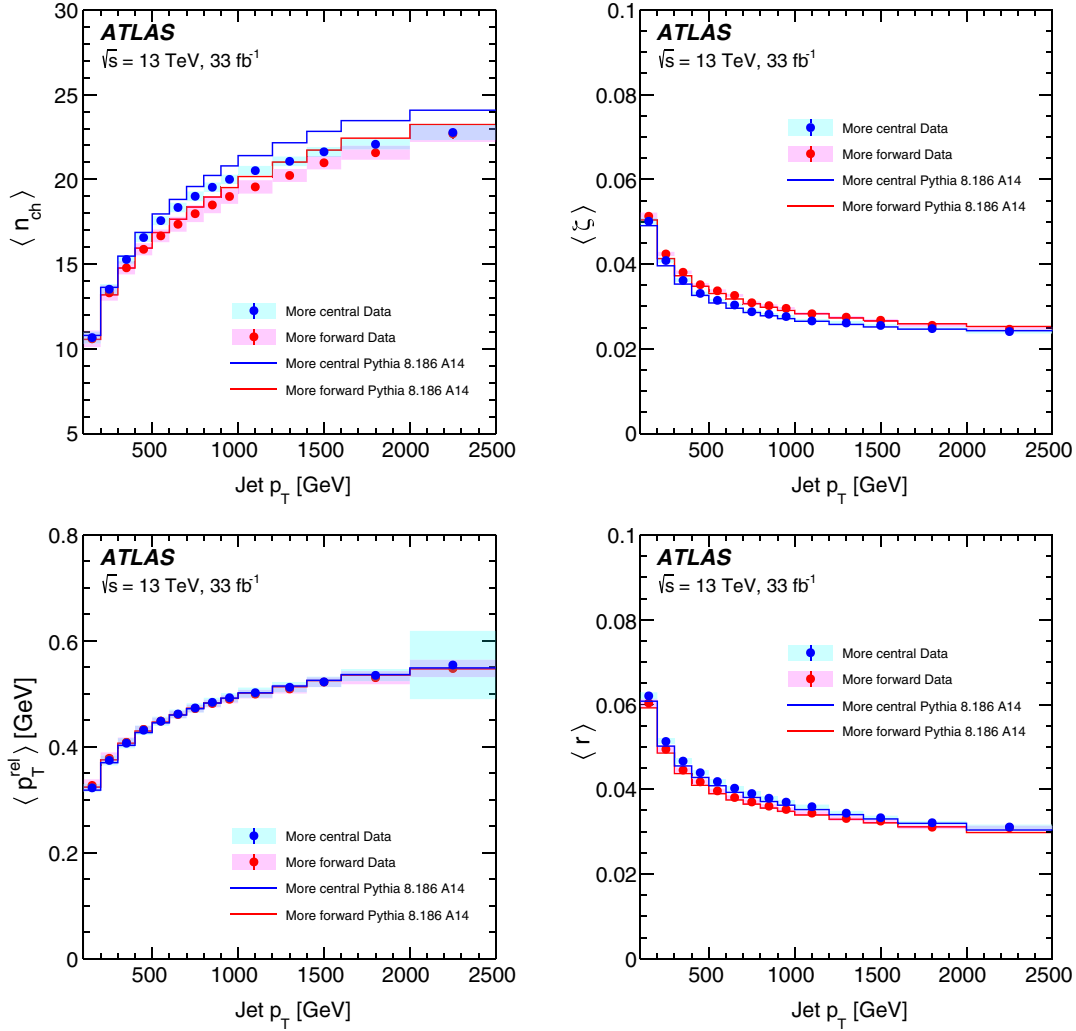 ATLAS
√s = 13 TeV, 33 fb⁻¹
⟨ n_ch ⟩
30
25
20
15
10
5
More central Data
More forward Data
More central Pythia 8.186 A14
More forward Pythia 8.186 A14
500 1000 1500 2000 2500
Jet p_T [GeV]
ATLAS
√s = 13 TeV, 33 fb⁻¹
⟨ ζ ⟩
0.1
0.08
0.06
0.04
0.02
0
More central Data
More forward Data
More central Pythia 8.186 A14
More forward Pythia 8.186 A14
500 1000 1500 2000 2500
Jet p_T [GeV]
ATLAS
√s = 13 TeV, 33 fb⁻¹
⟨ p_T^rel ⟩ [GeV]
0.8
0.6
0.4
0.2
0
More central Data
More forward Data
More central Pythia 8.186 A14
More forward Pythia 8.186 A14
500 1000 1500 2000 2500
Jet p_T [GeV]
ATLAS
√s = 13 TeV, 33 fb⁻¹
⟨ r ⟩
0.1
0.08
0.06
0.04
0.02
0
More central Data
More forward Data
More central Pythia 8.186 A14
More forward Pythia 8.186 A14
500 1000 1500 2000 2500
Jet p_T [GeV]